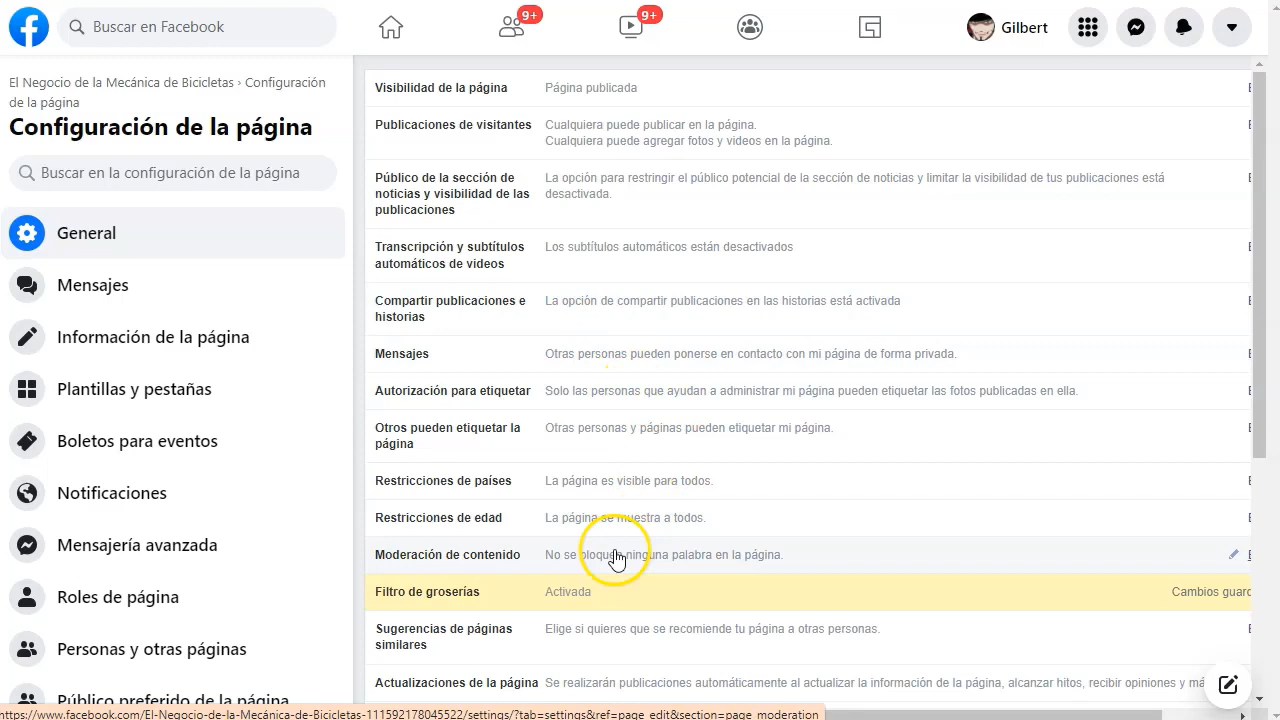 Buscar en Facebook
9+
9+
Gilbert
El Negocio de la Mecánica de Bicicletas › Configuración
de la página
Configuración de la página
Buscar en la configuración de la página
General
Mensajes
Información de la página
Plantillas y pestañas
Boletos para eventos
Notificaciones
Mensajería avanzada
Roles de página
Personas y otras páginas
Público preferido de la página
Visibilidad de la página
Página publicada
Publicaciones de visitantes
Cualquiera puede publicar en la página.
Cualquiera puede agregar fotos y videos en la página.
Público de la sección de
noticias y visibilidad de las
publicaciones
La opción para restringir el público potencial de la sección de noticias y limitar la visibilidad de tus publicaciones está
desactivada.
Transcripción y subtítulos
automáticos de videos
Los subtítulos automáticos están desactivados
Compartir publicaciones e
historias
La opción de compartir publicaciones en las historias está activada
Mensajes
Otras personas pueden ponerse en contacto con mi página de forma privada.
Autorización para etiquetar
Solo las personas que ayudan a administrar mi página pueden etiquetar las fotos publicadas en ella.
Otros pueden etiquetar la
página
Otras personas y páginas pueden etiquetar mi página.
Restricciones de países
La página es visible para todos.
Restricciones de edad
La página se muestra a todos.
Moderación de contenido
No se bloquea ninguna palabra en la página.
Filtro de groserías
Activada
Cambios guard
Sugerencias de páginas
similares
Elige si quieres que se recomiende tu página a otras personas.
Actualizaciones de la página
Se realizarán publicaciones automáticamente al actualizar la información de la página, alcanzar hitos, recibir opiniones y má
https://www.facebook.com/El-Negocio-de-la-Mecánica-de-Bicicletas-111592178045522/settings/?tab=settings&ref=page_edit&section=page_moderation